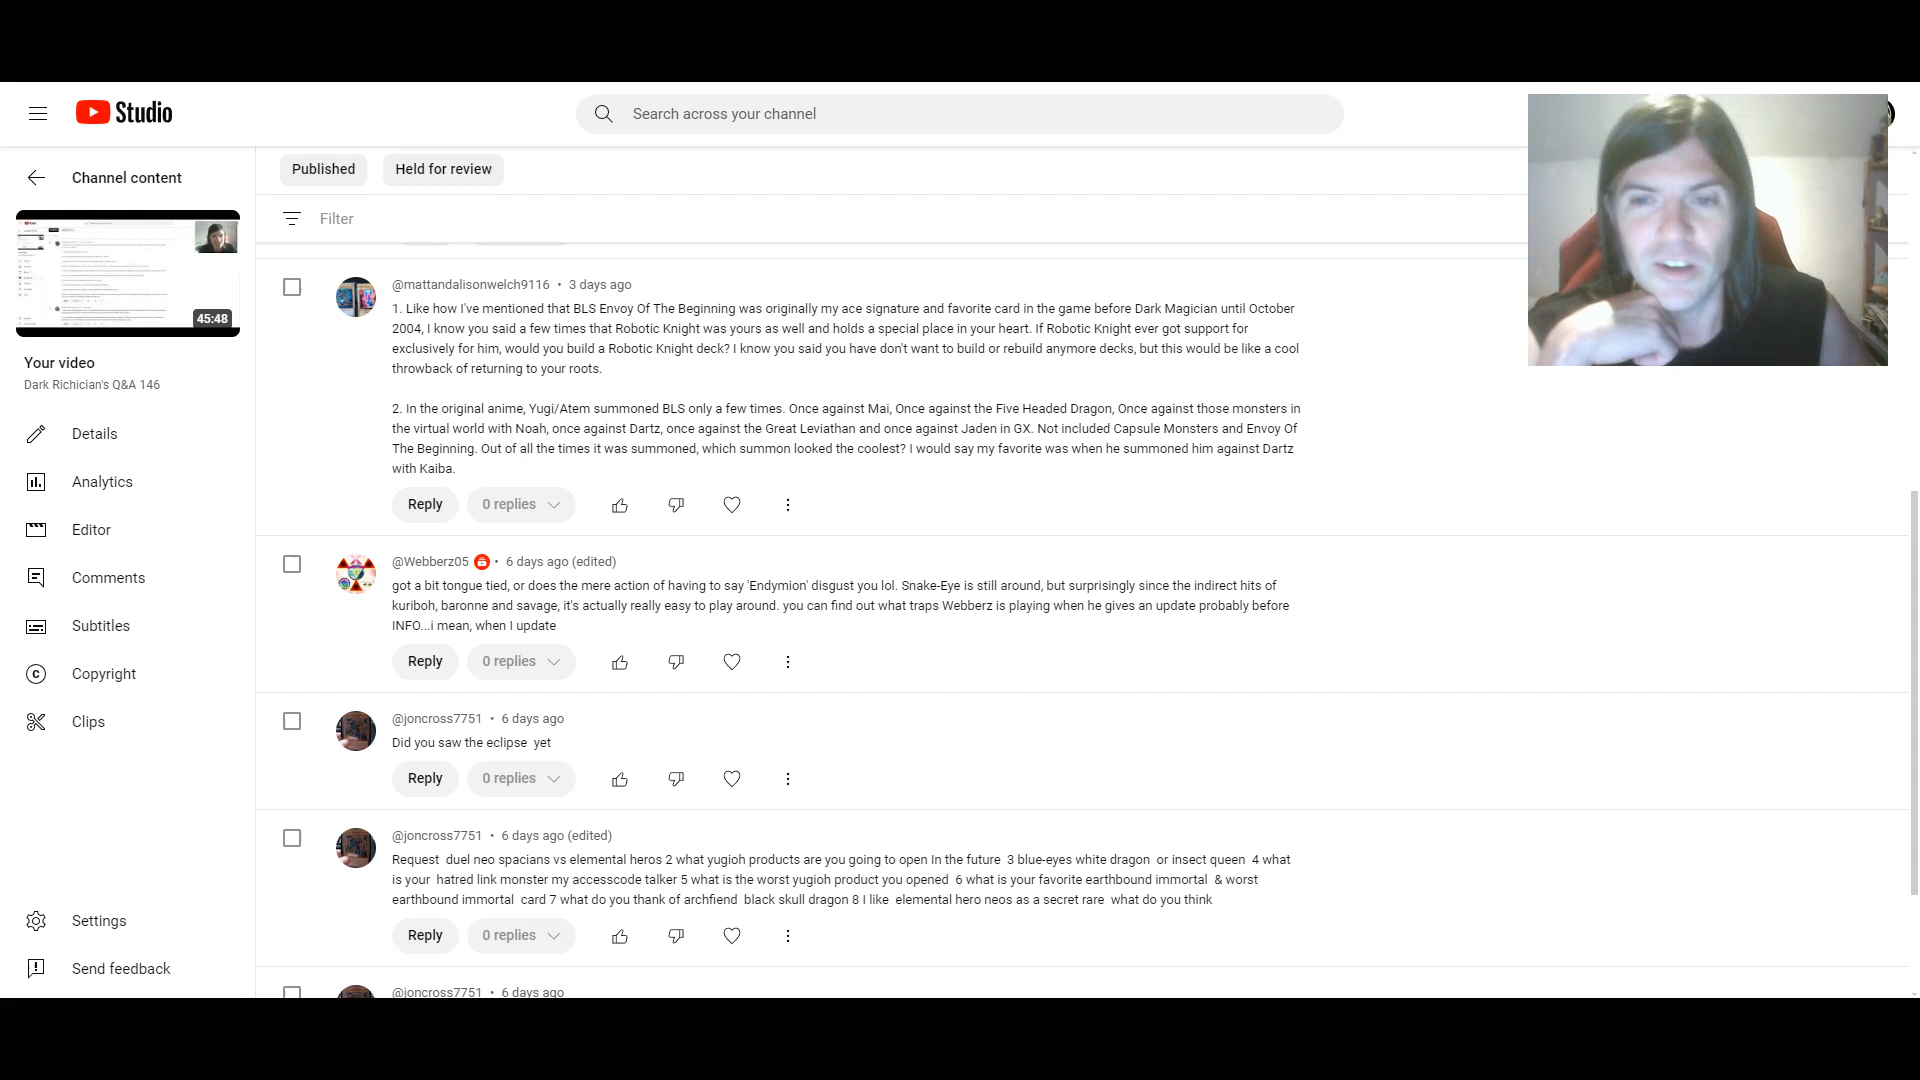 Studio
Search across your channel
Channel content
45:48
Your video
Dark Richician's Q&A 146
Details
Analytics
Editor
Comments
Subtitles
Copyright
Clips
Settings
Send feedback
Published
Held for review
Filter
@mattandalisonwelch9116 • 3 days ago
1. Like how I've mentioned that BLS Envoy Of The Beginning was originally my ace signature and favorite card in the game before Dark Magician until October
2004, I know you said a few times that Robotic Knight was yours as well and holds a special place in your heart. If Robotic Knight ever got support for
exclusively for him, would you build a Robotic Knight deck? I know you said you have don't want to build or rebuild anymore decks, but this would be like a cool
throwback of returning to your roots.
2. In the original anime, Yugi/Atem summoned BLS only a few times. Once against Mai, Once against the Five Headed Dragon, Once against those monsters in
the virtual world with Noah, once against Dartz, once against the Great Leviathan and once against Jaden in GX. Not included Capsule Monsters and Envoy Of
The Beginning. Out of all the times it was summoned, which summon looked the coolest? I would say my favorite was when he summoned him against Dartz
with Kaiba.
Reply 0 replies
@Webberz05 • 6 days ago (edited)
got a bit tongue tied, or does the mere action of having to say 'Endymion' disgust you lol. Snake-Eye is still around, but surprisingly since the indirect hits of
kuriboh, baronne and savage, it's actually really easy to play around. you can find out what traps Webberz is playing when he gives an update probably before
INFO...i mean, when I update
Reply 0 replies
@joncross7751 • 6 days ago
Did you saw the eclipse yet
Reply 0 replies
@joncross7751 • 6 days ago (edited)
Request duel neo spacians vs elemental heros 2 what yugioh products are you going to open In the future 3 blue-eyes white dragon or insect queen 4 what
is your hatred link monster my accesscode talker 5 what is the worst yugioh product you opened 6 what is your favorite earthbound immortal & worst
earthbound immortal card 7 what do you thank of archfiend black skull dragon 8 I like elemental hero neos as a secret rare what do you think
Reply 0 replies
@joncross7751 • 6 days ago